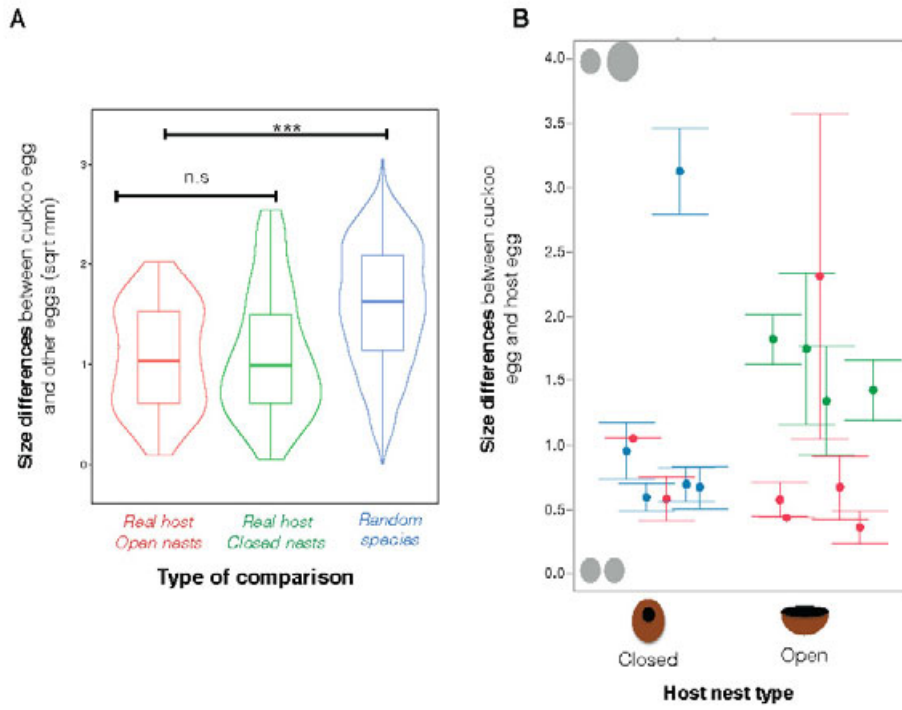 A
Size differences between cuckoo egg
and other eggs (sqrt mm)
3
2
1
0
***
n.s
Real host
Open nests
Real host
Closed nests
Random
species
Type of comparison
B
Size differences between cuckoo
egg and host egg
4.0
3.5
3.0
2.5
2.0
1.5
1.0
0.5
0.0
Closed
Open
Host nest type